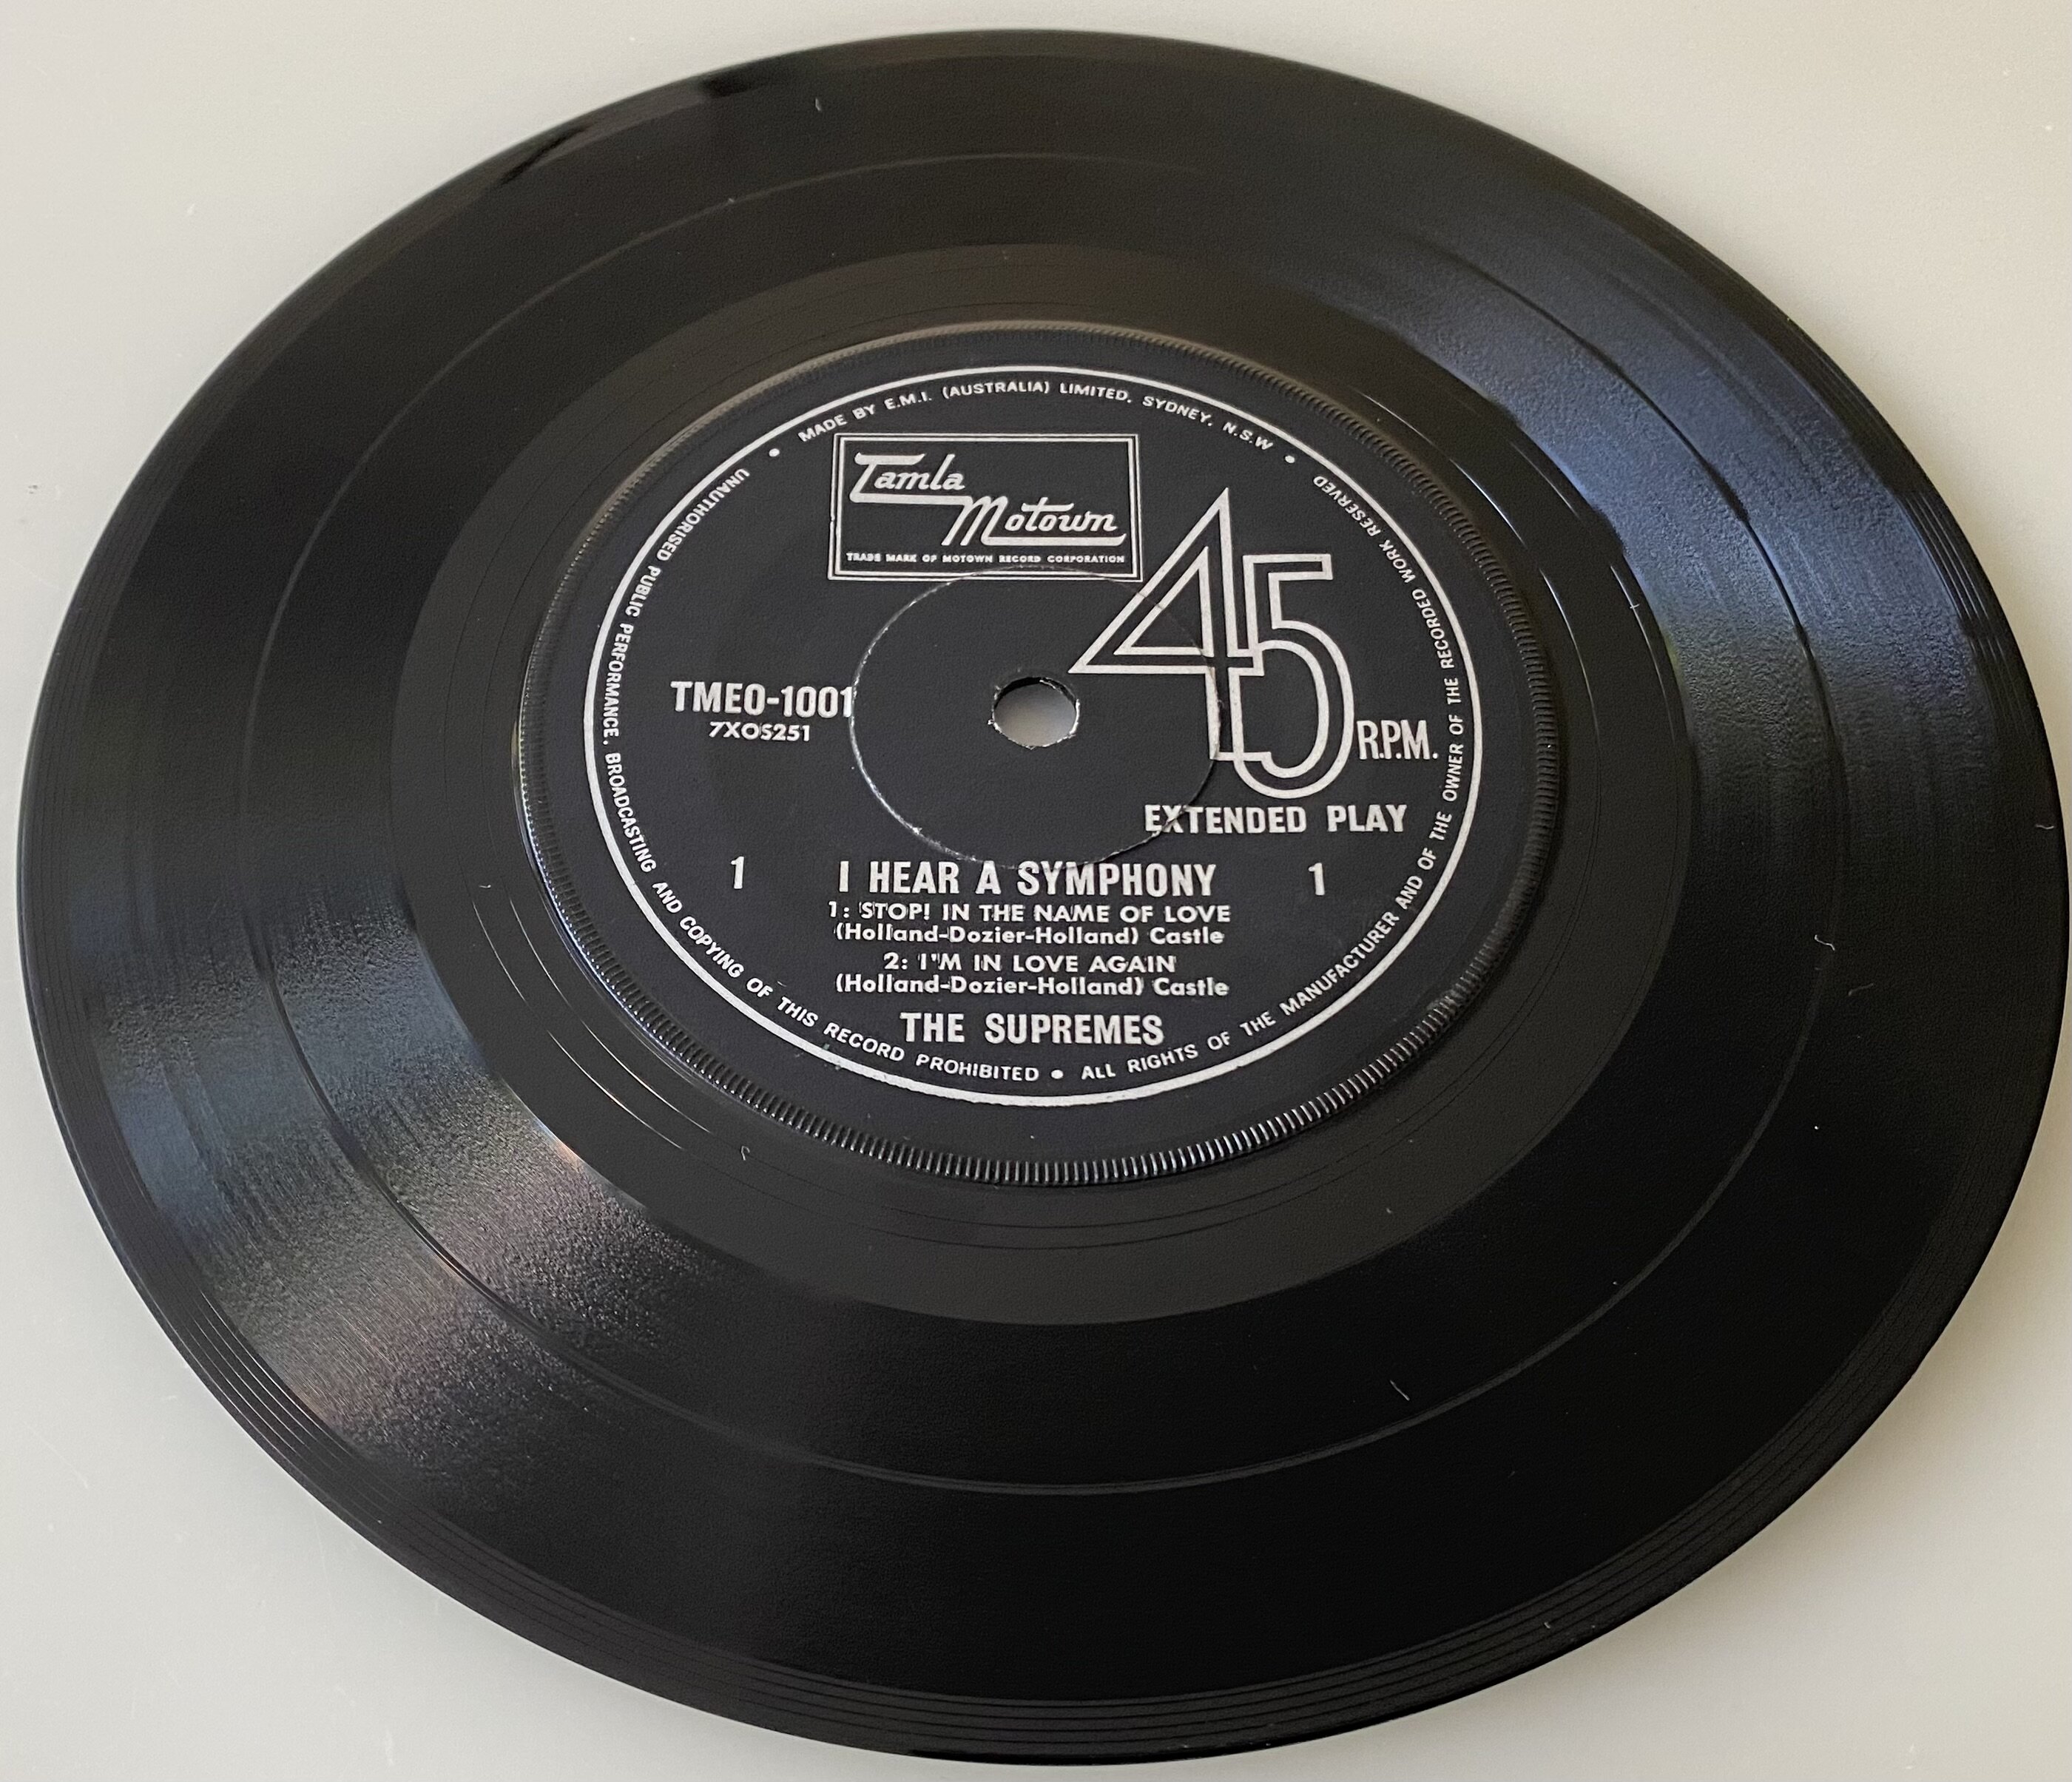 MADE BY E.M.I. (AUSTRALIA) LIMITED. SYDNEY. N.S.W •
Tamla
Motown
TRADE MARK OF MOTOWN RECORD CORPORATION
45
R.P.M.
EXTENDED PLAY
TMEO-1001
7XOS251
1 I HEAR A SYMPHONY 1
1: STOP! IN THE NAME OF LOVE
(Holland-Dozier-Holland) Castle
2: I'M IN LOVE AGAIN
(Holland-Dozier-Holland) Castle
THE SUPREMES
UNAUTHORISED PUBLIC PERFORMANCE. BROADCASTING AND COPYING OF THIS RECORD PROHIBITED • ALL RIGHTS OF THE MANUFACTURER AND OF THE OWNER OF THE RECORDED WORK RESERVED •